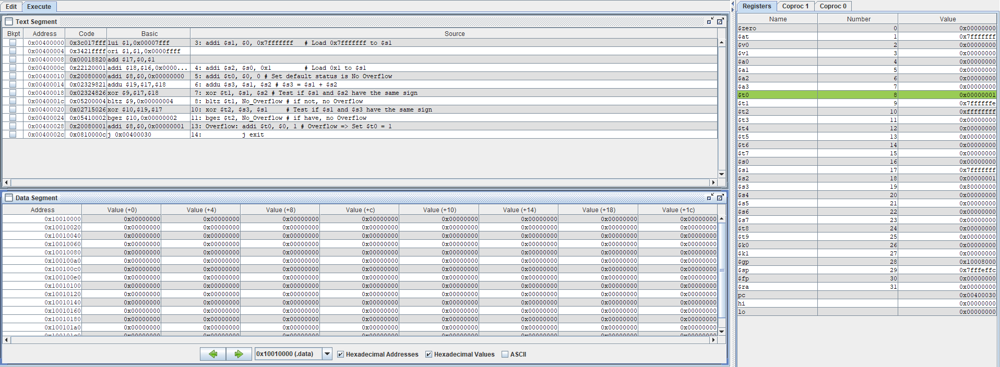 Edit Execute
Text Segment
Bkpt Address Code Basic Source
0x00400000 0x3c017fff lui $1,0x00007fff 3: addi $s1, $0, 0x7fffffff # Load 0x7fffffff to $s1
0x00400004 0x3421ffff ori $1,$1,0x0000ffff
0x00400008 0x00018820 add $17,$0,$1
0x0040000c 0x22120001 addi $18,$16,0x0000... 4: addi $s2, $s0, 0x1 # Load 0x1 to $s1
0x00400010 0x20080000 addi $8,$0,0x00000000 5: addi $t0, $0, 0 # Set default status is No Overflow
0x00400014 0x02329821 addu $19,$17,$18 6: addu $s3, $s1, $s2 # $s3 = $s1 + $s2
0x00400018 0x02324826 xor $9,$17,$18 7: xor $t1, $s1, $s2 # Test if $s1 and $s2 have the same sign
0x0040001c 0x05200004 bltz $9,0x00000004 8: bltz $t1, No_Overflow # if not, no Overflow
0x00400020 0x02715026 xor $10,$19,$17 10: xor $t2, $s3, $s1 # Test if $s1 and $s3 have the same sign
0x00400024 0x05410002 bgez $10,0x00000002 11: bgez $t2, No_Overflow # if have, no Overflow
0x00400028 0x20080001 addi $8,$0,0x00000001 13: Overflow: addi $t0, $0, 1 # Overflow => Set $t0 = 1
0x0040002c 0x0810000c j 0x00400030 14: j exit
Data Segment
Address Value (+0) Value (+4) Value (+8) Value (+c) Value (+10) Value (+14) Value (+18) Value (+1c)
0x10010000 0x00000000 0x00000000 0x00000000 0x00000000 0x00000000 0x00000000 0x00000000 0x00000000
0x10010020 0x00000000 0x00000000 0x00000000 0x00000000 0x00000000 0x00000000 0x00000000 0x00000000
0x10010040 0x00000000 0x00000000 0x00000000 0x00000000 0x00000000 0x00000000 0x00000000 0x00000000
0x10010060 0x00000000 0x00000000 0x00000000 0x00000000 0x00000000 0x00000000 0x00000000 0x00000000
0x10010080 0x00000000 0x00000000 0x00000000 0x00000000 0x00000000 0x00000000 0x00000000 0x00000000
0x100100a0 0x00000000 0x00000000 0x00000000 0x00000000 0x00000000 0x00000000 0x00000000 0x00000000
0x100100c0 0x00000000 0x00000000 0x00000000 0x00000000 0x00000000 0x00000000 0x00000000 0x00000000
0x100100e0 0x00000000 0x00000000 0x00000000 0x00000000 0x00000000 0x00000000 0x00000000 0x00000000
0x10010100 0x00000000 0x00000000 0x00000000 0x00000000 0x00000000 0x00000000 0x00000000 0x00000000
0x10010120 0x00000000 0x00000000 0x00000000 0x00000000 0x00000000 0x00000000 0x00000000 0x00000000
0x10010140 0x00000000 0x00000000 0x00000000 0x00000000 0x00000000 0x00000000 0x00000000 0x00000000
0x10010160 0x00000000 0x00000000 0x00000000 0x00000000 0x00000000 0x00000000 0x00000000 0x00000000
0x10010180 0x00000000 0x00000000 0x00000000 0x00000000 0x00000000 0x00000000 0x00000000 0x00000000
0x100101a0 0x00000000 0x00000000 0x00000000 0x00000000 0x00000000 0x00000000 0x00000000 0x00000000
0x10010000 (.data) Hexadecimal Addresses Hexadecimal Values ASCII
Registers Coproc 1 Coproc 0
Name Number Value
$zero 0 0x00000000
$at 1 0x7fffffff
$v0 2 0x00000000
$v1 3 0x00000000
$a0 4 0x00000000
$a1 5 0x00000000
$a2 6 0x00000000
$a3 7 0x00000000
$t0 8 0x00000001
$t1 9 0x7ffffffe
$t2 10 0xffffffff
$t3 11 0x00000000
$t4 12 0x00000000
$t5 13 0x00000000
$t6 14 0x00000000
$t7 15 0x00000000
$s0 16 0x00000000
$s1 17 0x7fffffff
$s2 18 0x00000001
$s3 19 0x80000000
$s4 20 0x00000000
$s5 21 0x00000000
$s6 22 0x00000000
$s7 23 0x00000000
$t8 24 0x00000000
$t9 25 0x00000000
$k0 26 0x00000000
$k1 27 0x00000000
$gp 28 0x10008000
$sp 29 0x7fffeffc
$fp 30 0x00000000
$ra 31 0x00000000
pc 0x00400030
hi 0x00000000
lo 0x00000000